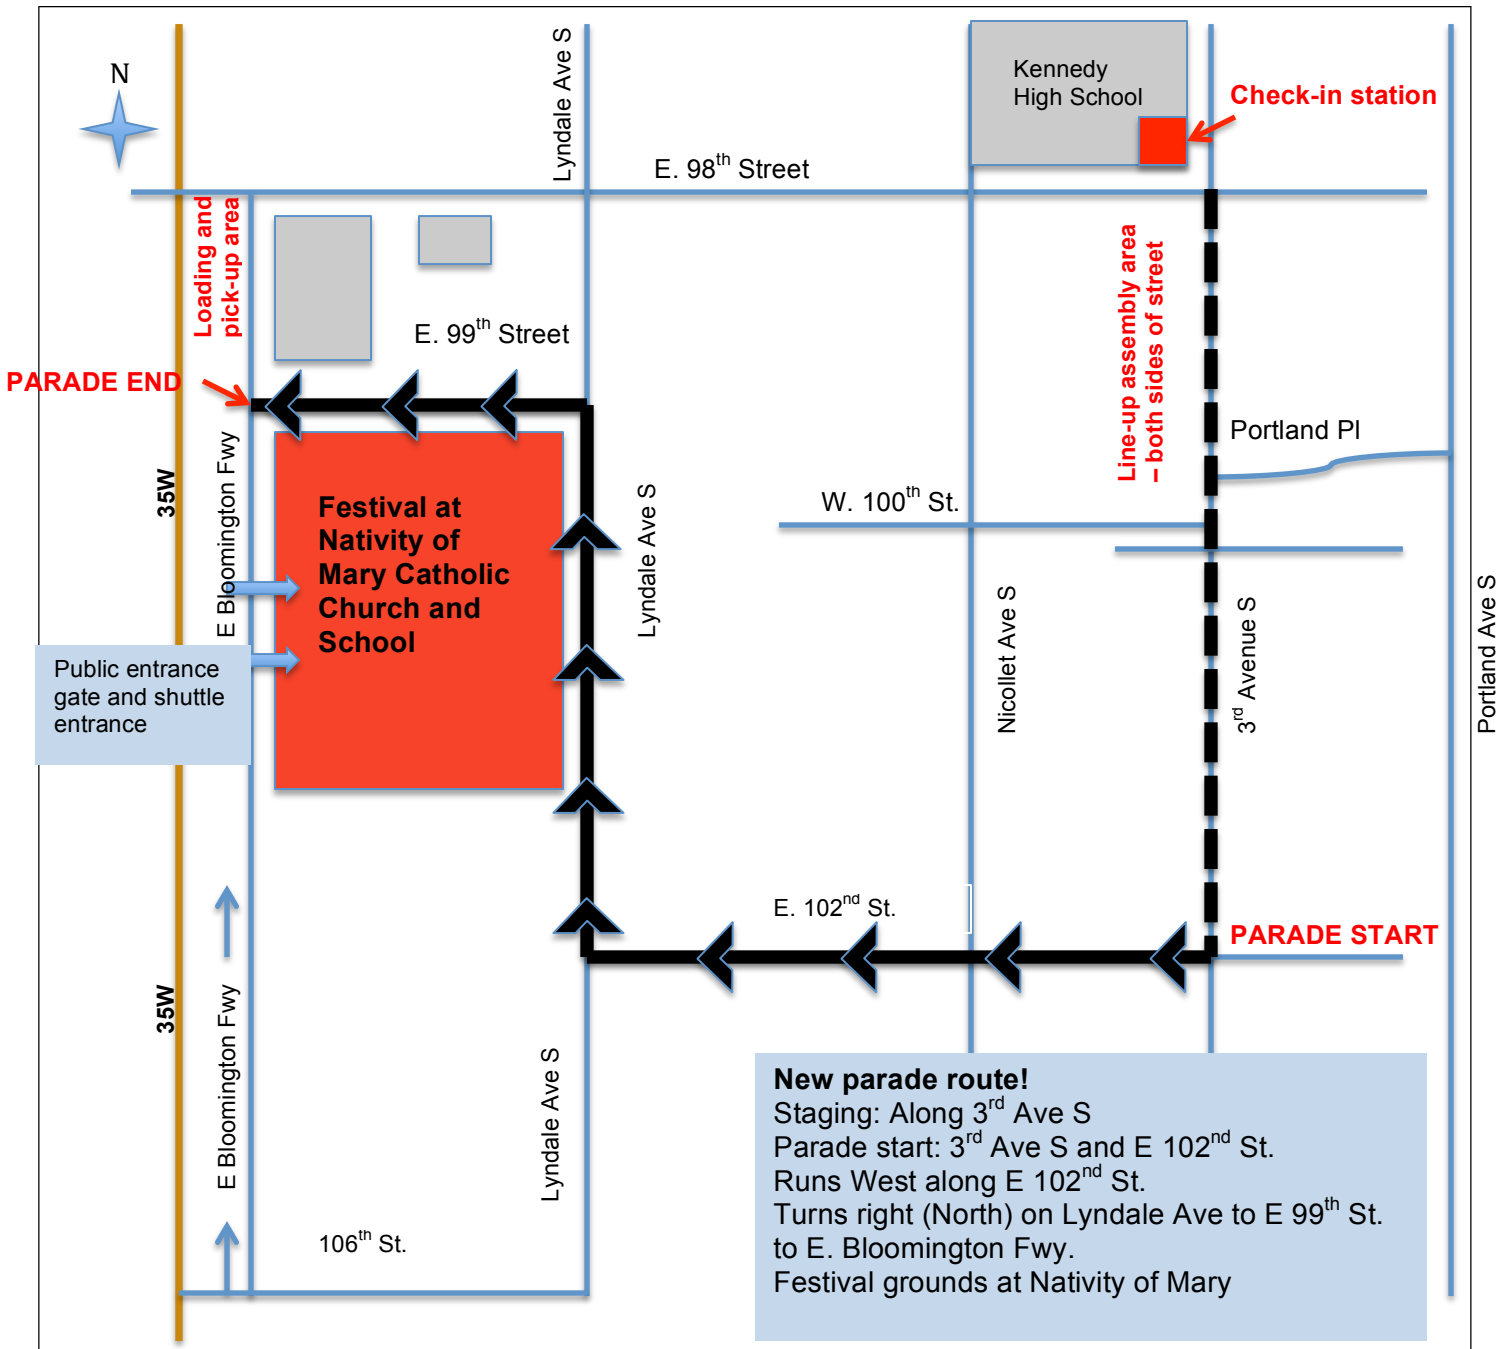 N
Lyndale Ave S
Kennedy
High School
Check-in station
E. 98th Street
Loading and
pick-up area
E. 99th Street
Line-up assembly area
– both sides of street
PARADE END
Portland Pl
35W
E Bloomington Fwy
Festival at
Nativity of
Mary Catholic
Church and
School
Lyndale Ave S
W. 100th St.
Nicollet Ave S
3rd Avenue S
Portland Ave S
Public entrance
gate and shuttle
entrance
E. 102nd St.
PARADE START
35W
E Bloomington Fwy
Lyndale Ave S
106th St.
New parade route!
Staging: Along 3rd Ave S
Parade start: 3rd Ave S and E 102nd St.
Runs West along E 102nd St.
Turns right (North) on Lyndale Ave to E 99th St.
to E. Bloomington Fwy.
Festival grounds at Nativity of Mary